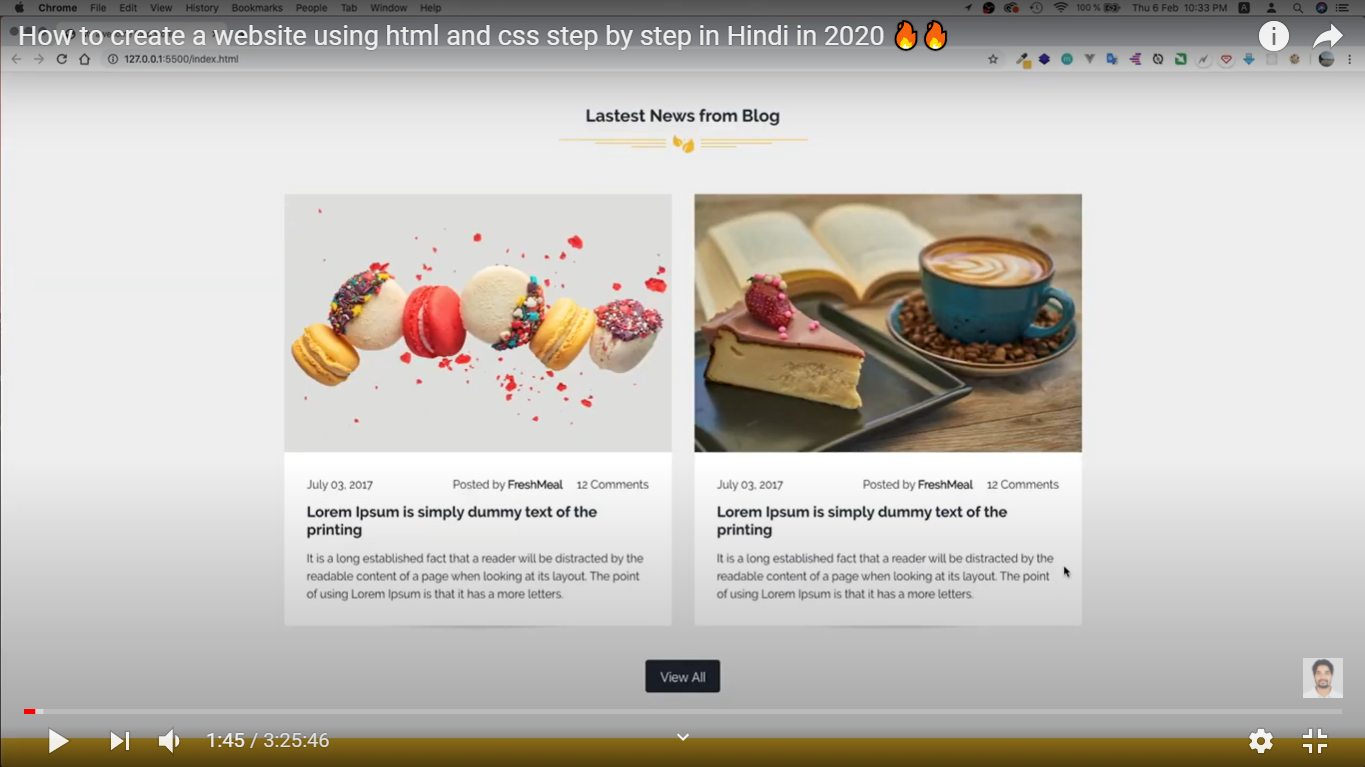 Chrome File Edit View History Bookmarks People Tab Window Help 100 % Thu 6 Feb 10:33 PM A
How to create a website using html and css step by step in Hindi in 2020 🔥🔥
127.0.0.1:5500/index.html
Lastest News from Blog
July 03, 2017 Posted by FreshMeal 12 Comments
Lorem Ipsum is simply dummy text of the
printing
It is a long established fact that a reader will be distracted by the
readable content of a page when looking at its layout. The point
of using Lorem Ipsum is that it has a more letters.
July 03, 2017 Posted by FreshMeal 12 Comments
Lorem Ipsum is simply dummy text of the
printing
It is a long established fact that a reader will be distracted by the
readable content of a page when looking at its layout. The point
of using Lorem Ipsum is that it has a more letters.
View All
1:45 / 3:25:46